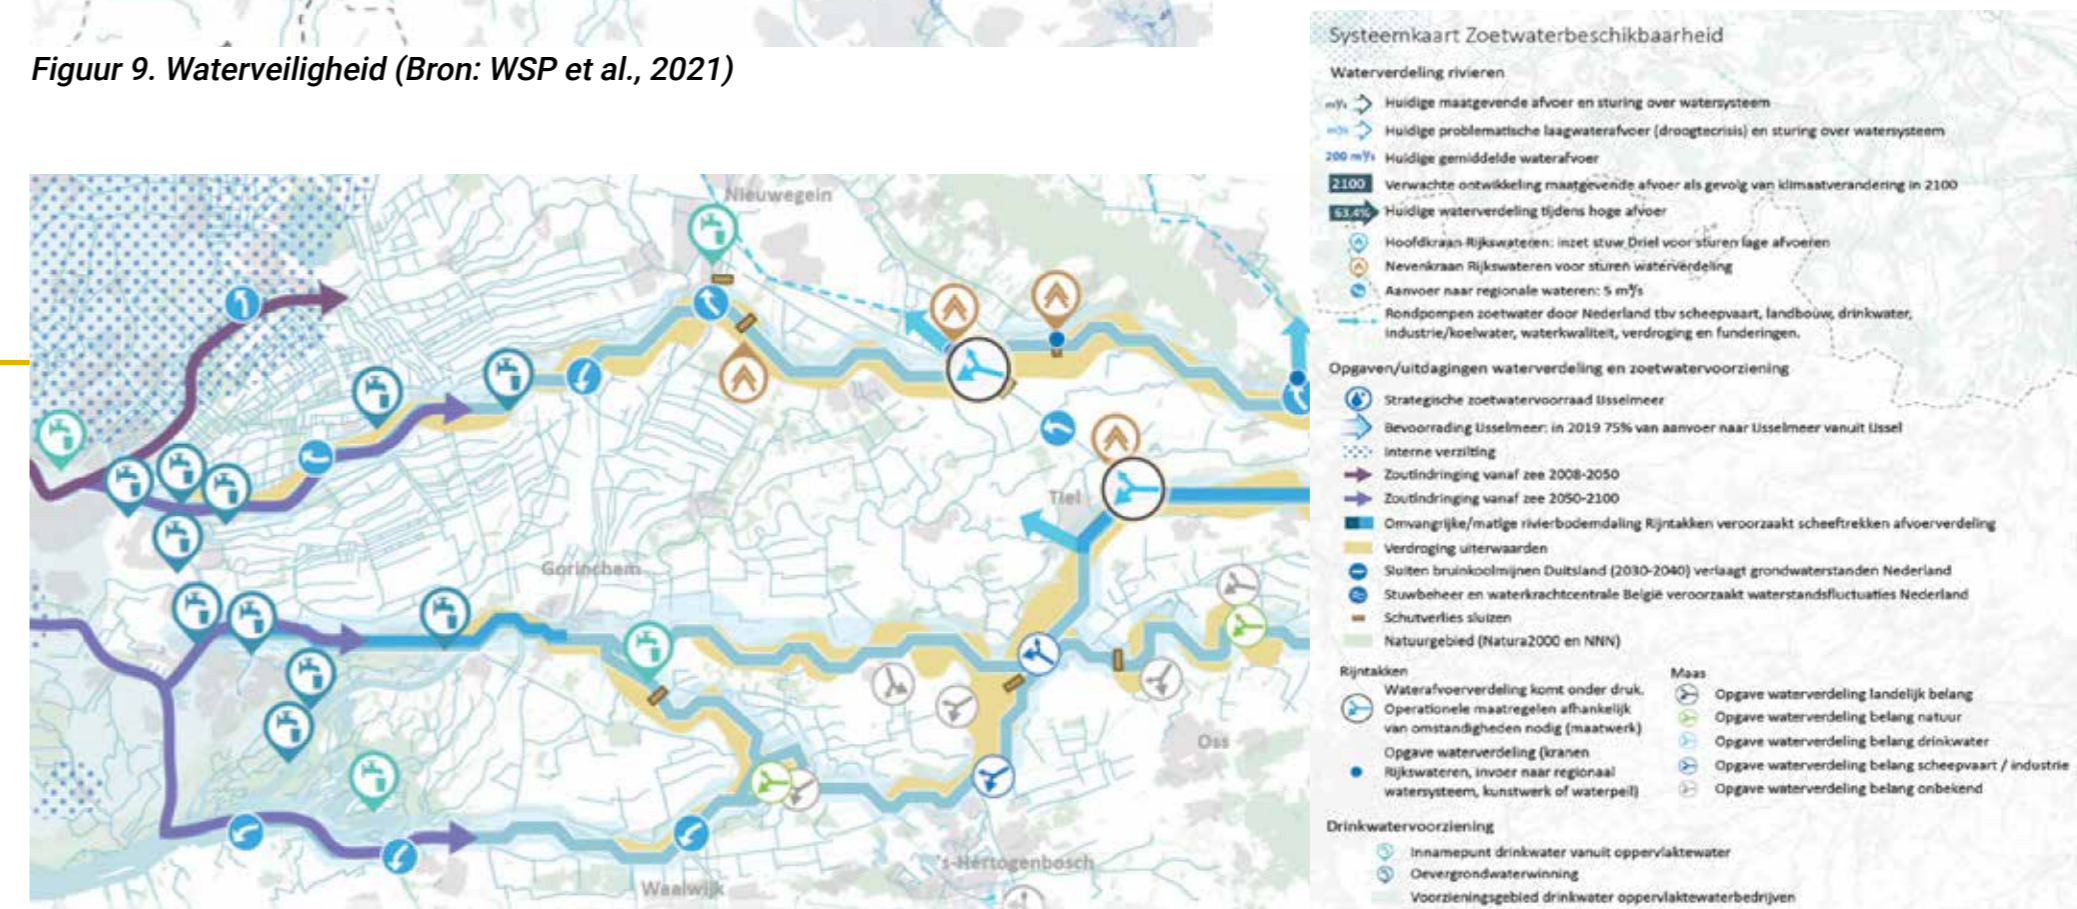 Figuur 9. Waterveiligheid (Bron: WSP et al., 2021)
Nieuwegein
Gorinchem
Tiel
Oss
's-Hertogenbosch
Waalwijk
Systeemkaart Zoetwaterbeschikbaarheid
Waterverdeling rivieren
m³/s Huidige maatgevende afvoer en sturing over watersysteem
m³/s Huidige problematische laagwaterafvoer (droogtecrisis) en sturing over watersysteem
200 m³/s Huidige gemiddelde waterafvoer
2100 Verwachte ontwikkeling maatgevende afvoer als gevolg van klimaatverandering in 2100
63.4% Huidige waterverdeling tijdens hoge afvoer
Hoofdkraan Rijkswateren: inzet stuw Driel voor sturen lage afvoeren
Nevenkraan Rijkswateren voor sturen waterverdeling
Aanvoer naar regionale wateren: 5 m³/s
Rondpompen zoetwater door Nederland tbv scheepvaart, landbouw, drinkwater,
industrie/koelwater, waterkwaliteit, verdroging en funderingen.
Opgaven/uitdagingen waterverdeling en zoetwatervoorziening
Strategische zoetwatervoorraad IJsselmeer
Bevoorrading IJsselmeer: in 2019 75% van aanvoer naar IJsselmeer vanuit IJssel
Interne verzilting
Zoutindringing vanaf zee 2008-2050
Zoutindringing vanaf zee 2050-2100
Omvangrijke/matige rivierbodemdaling Rijntakken veroorzaakt scheeftrekken afvoerverdeling
Verdroging uiterwaarden
Sluiten bruinkoolmijnen Duitsland (2030-2040) verlaagt grondwaterstanden Nederland
Stuwbeheer en waterkrachtcentrale België veroorzaakt waterstandsfluctuaties Nederland
Schutverlies sluizen
Natuurgebied (Natura2000 en NNN)
Rijntakken
Waterafvoerverdeling komt onder druk.
Operationele maatregelen afhankelijk
van omstandigheden nodig (maatwerk)
Opgave waterverdeling (kranen
Rijkswateren, invoer naar regionaal
watersysteem, kunstwerk of waterpeil)
Maas
Opgave waterverdeling landelijk belang
Opgave waterverdeling belang natuur
Opgave waterverdeling belang drinkwater
Opgave waterverdeling belang scheepvaart / industrie
Opgave waterverdeling belang onbekend
Drinkwatervoorziening
Innamepunt drinkwater vanuit oppervlaktewater
Oevergrondwaterwinning
Voorzieningsgebied drinkwater oppervlaktewaterbedrijven